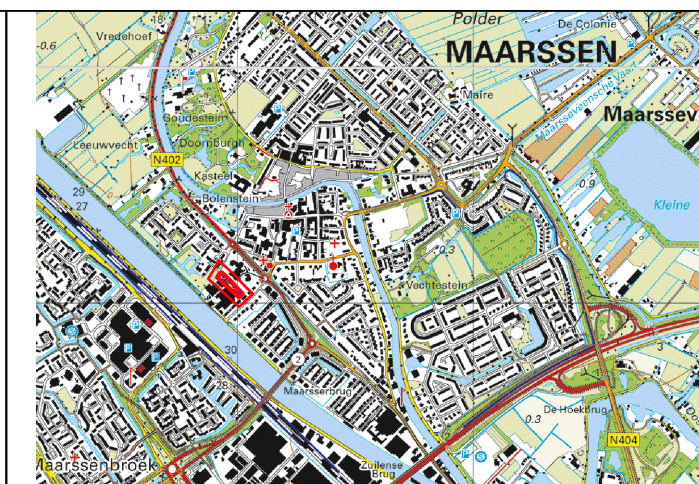 Polder
De Colonie
Vredehoef
18
-0.6
MAARSSEN
Maire
Maarsseveensche Vaart
Maarssev
Goudestein
Doornburgh
Leeuwvecht
N402
Kasteel
Bolenstein
29
27
-0.9
Kleine
-0.3
Vechtestein
30
28
2
3
1
Maarsserbrug
De Hoekbrug
0.3
N404
Maarssenbroek
Zuilense
Brug
P
P
P
P
P
P
P
P
S
S